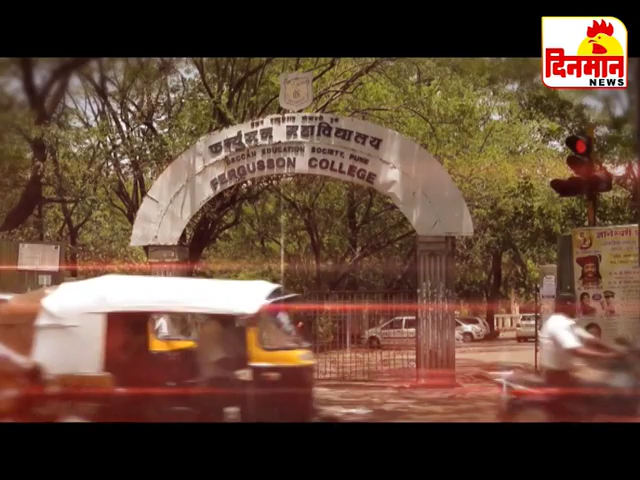 दिनमान
NEWS
फर्ग्युसन महाविद्यालय
DECCAN EDUCATION SOCIETY, PUNE
FERGUSSON COLLEGE